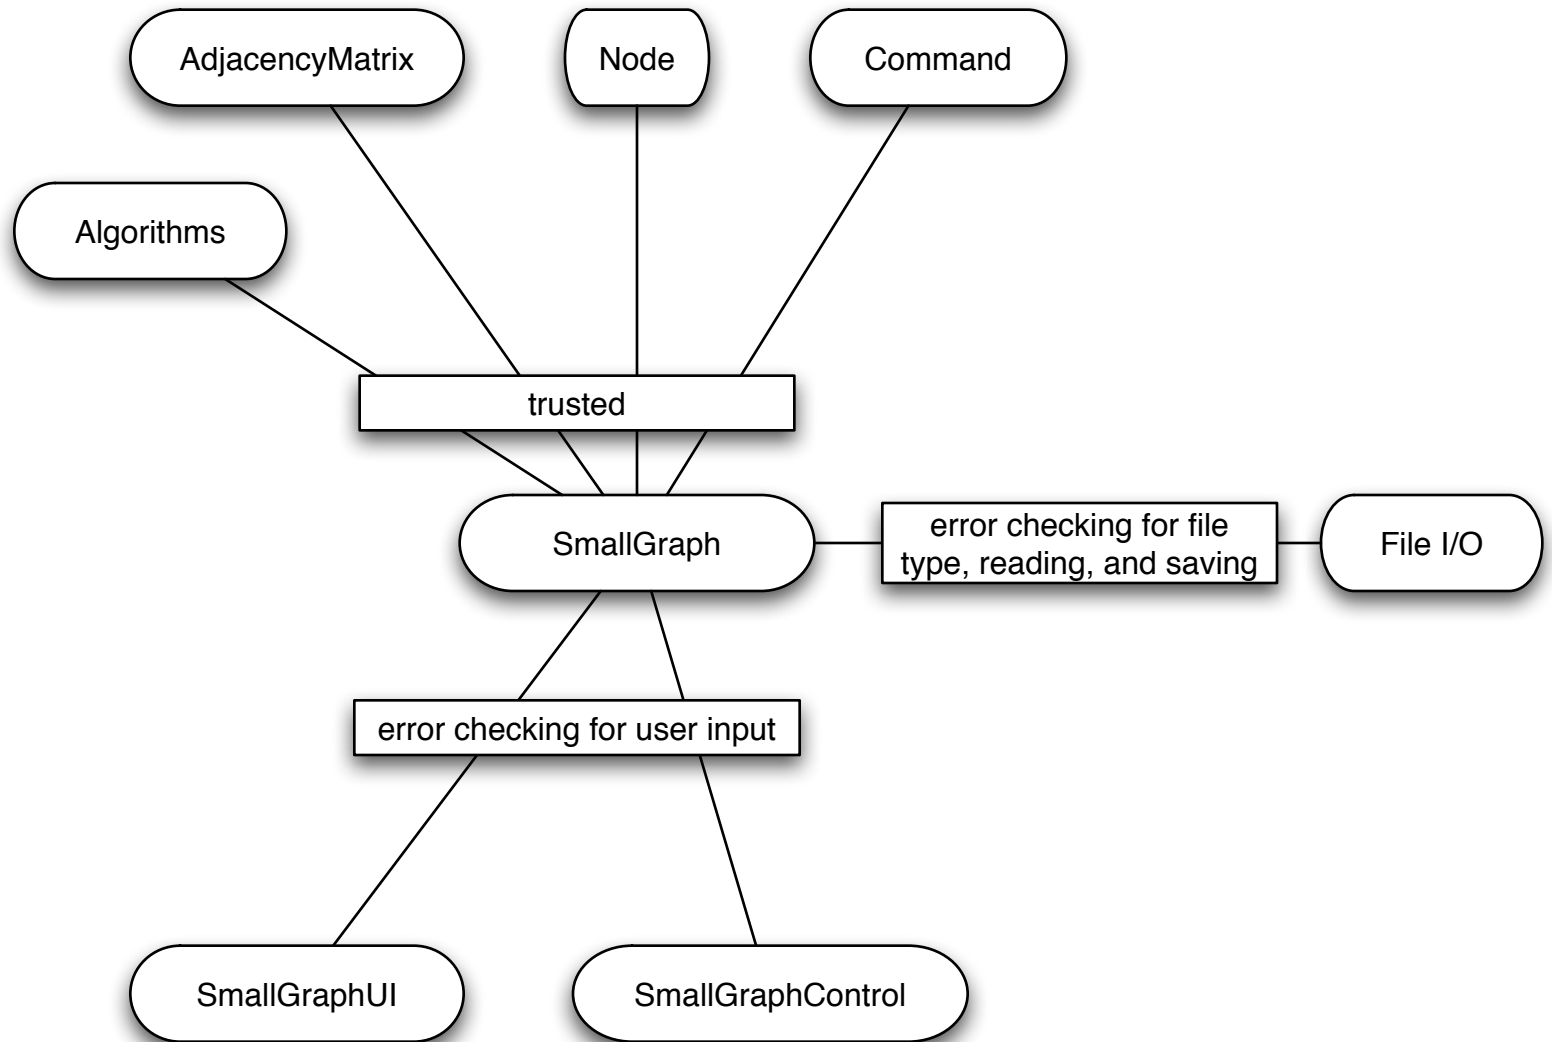 AdjacencyMatrix
Node
Command
Algorithms
trusted
SmallGraph
error checking for file
type, reading, and saving
File I/O
error checking for user input
SmallGraphUI
SmallGraphControl